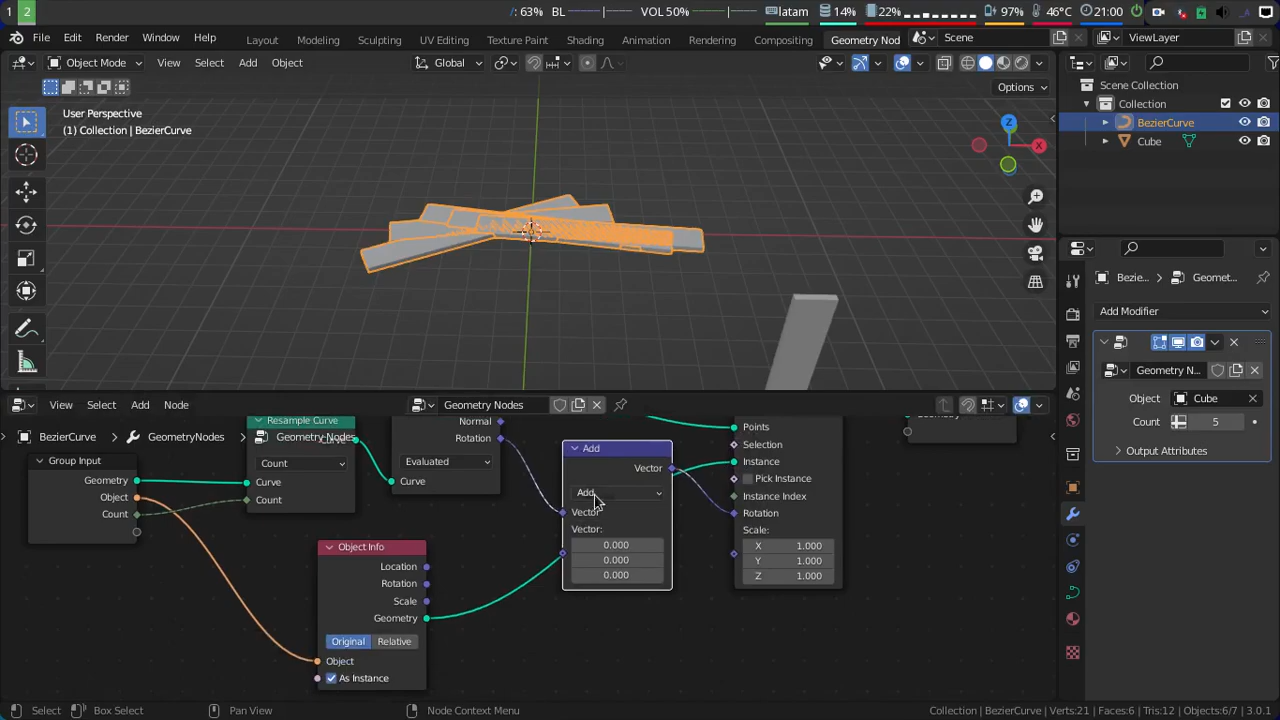 1 2 /: 63% BL VOL 50% latam 14% 22% 97% 46°C 21:00
File Edit Render Window Help Layout Modeling Sculpting UV Editing Texture Paint Shading Animation Rendering Compositing Geometry Nod Scene ViewLayer
Object Mode View Select Add Object Global
Options
User Perspective
(1) Collection | BezierCurve
Z
X
Scene Collection
Collection
BezierCurve
Cube
Bezie... Geomet...
Add Modifier
Geometry N...
Object Cube
Count 5
Output Attributes
View Select Add Node Geometry Nodes
BezierCurve GeometryNodes Geometry Nodes
Group Input
Geometry
Object
Count
Resample Curve
Count
Curve
Count
Normal
Rotation
Evaluated
Curve
Object Info
Location
Rotation
Scale
Geometry
Original Relative
Object
As Instance
Add
Vector
Add
Vector
Vector:
0.000
0.000
0.000
Points
Selection
Instance
Pick Instance
Instance Index
Rotation
Scale:
X 1.000
Y 1.000
Z 1.000
Select Box Select Pan View Node Context Menu Collection | BezierCurve | Verts:21 | Faces:6 | Tris:12 | Objects:6/7 | 3.0.1